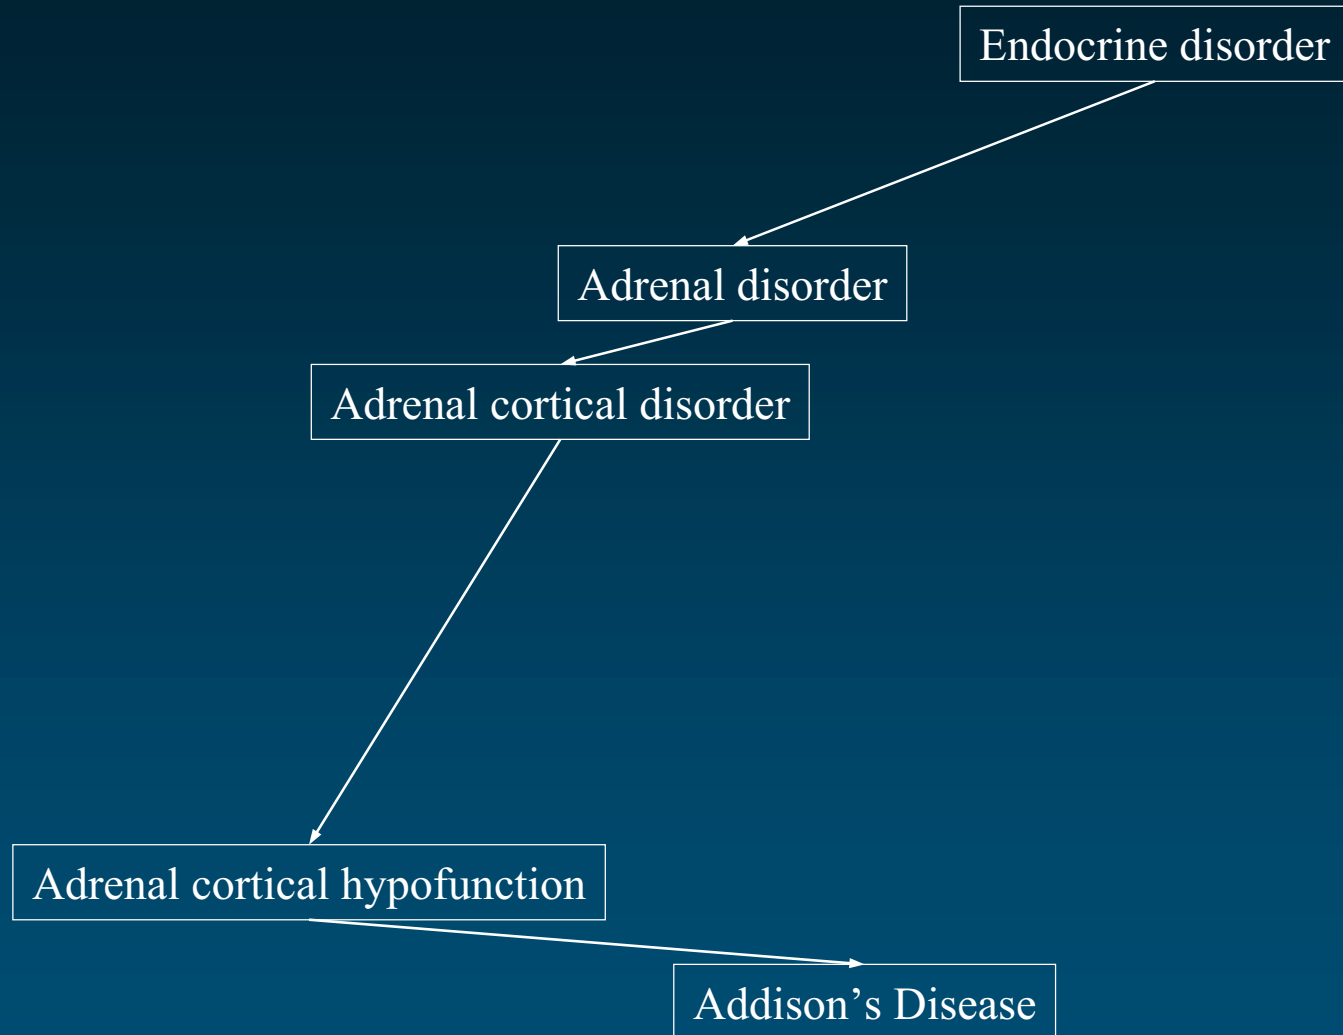 Endocrine disorder
Adrenal disorder
Adrenal cortical disorder
Adrenal cortical hypofunction
Addison’s Disease